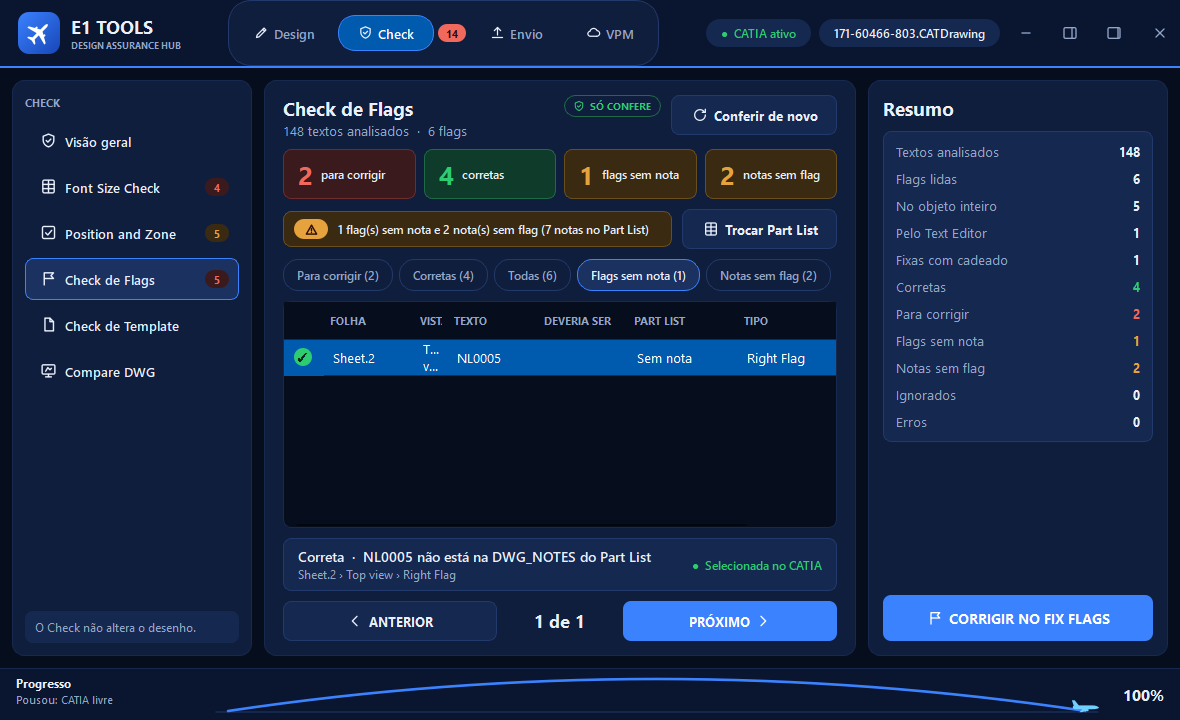 E1 TOOLS
DESIGN ASSURANCE HUB
Design
Check
14
Envio
VPM
CATIA ativo
171-60466-803.CATDrawing
CHECK
Visão geral
Font Size Check 4
Position and Zone 5
Check de Flags 5
Check de Template
Compare DWG
O Check não altera o desenho.
Check de Flags
148 textos analisados · 6 flags
SÓ CONFERE
Conferir de novo
2 para corrigir
4 corretas
1 flags sem nota
2 notas sem flag
1 flag(s) sem nota e 2 nota(s) sem flag (7 notas no Part List)
Trocar Part List
Para corrigir (2)
Corretas (4)
Todas (6)
Flags sem nota (1)
Notas sem flag (2)
FOLHA VIST. TEXTO DEVERIA SER PART LIST TIPO
Sheet.2 T... v... NL0005 Sem nota Right Flag
Correta · NL0005 não está na DWG_NOTES do Part List
Sheet.2 › Top view › Right Flag
Selecionada no CATIA
ANTERIOR
1 de 1
PRÓXIMO
Resumo
Textos analisados 148
Flags lidas 6
No objeto inteiro 5
Pelo Text Editor 1
Fixas com cadeado 1
Corretas 4
Para corrigir 2
Flags sem nota 1
Notas sem flag 2
Ignorados 0
Erros 0
CORRIGIR NO FIX FLAGS
Progresso
Pousou: CATIA livre
100%